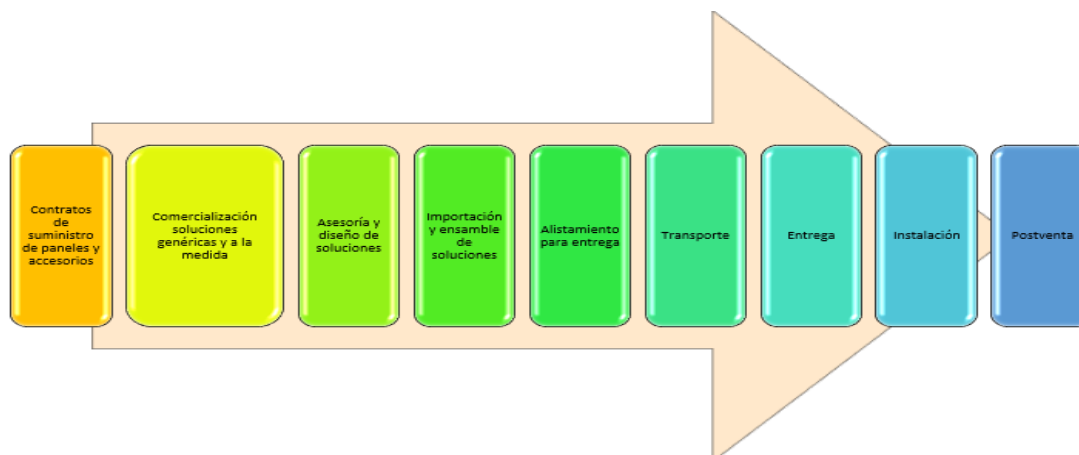 Contratos
de
suministro
de paneles y
accesorios
Comercialización
soluciones
genéricas y a la
medida
Asesoría y
diseño de
soluciones
Importación
y ensamble
de
soluciones
Alistamiento
para entrega
Transporte
Entrega
Instalación
Postventa